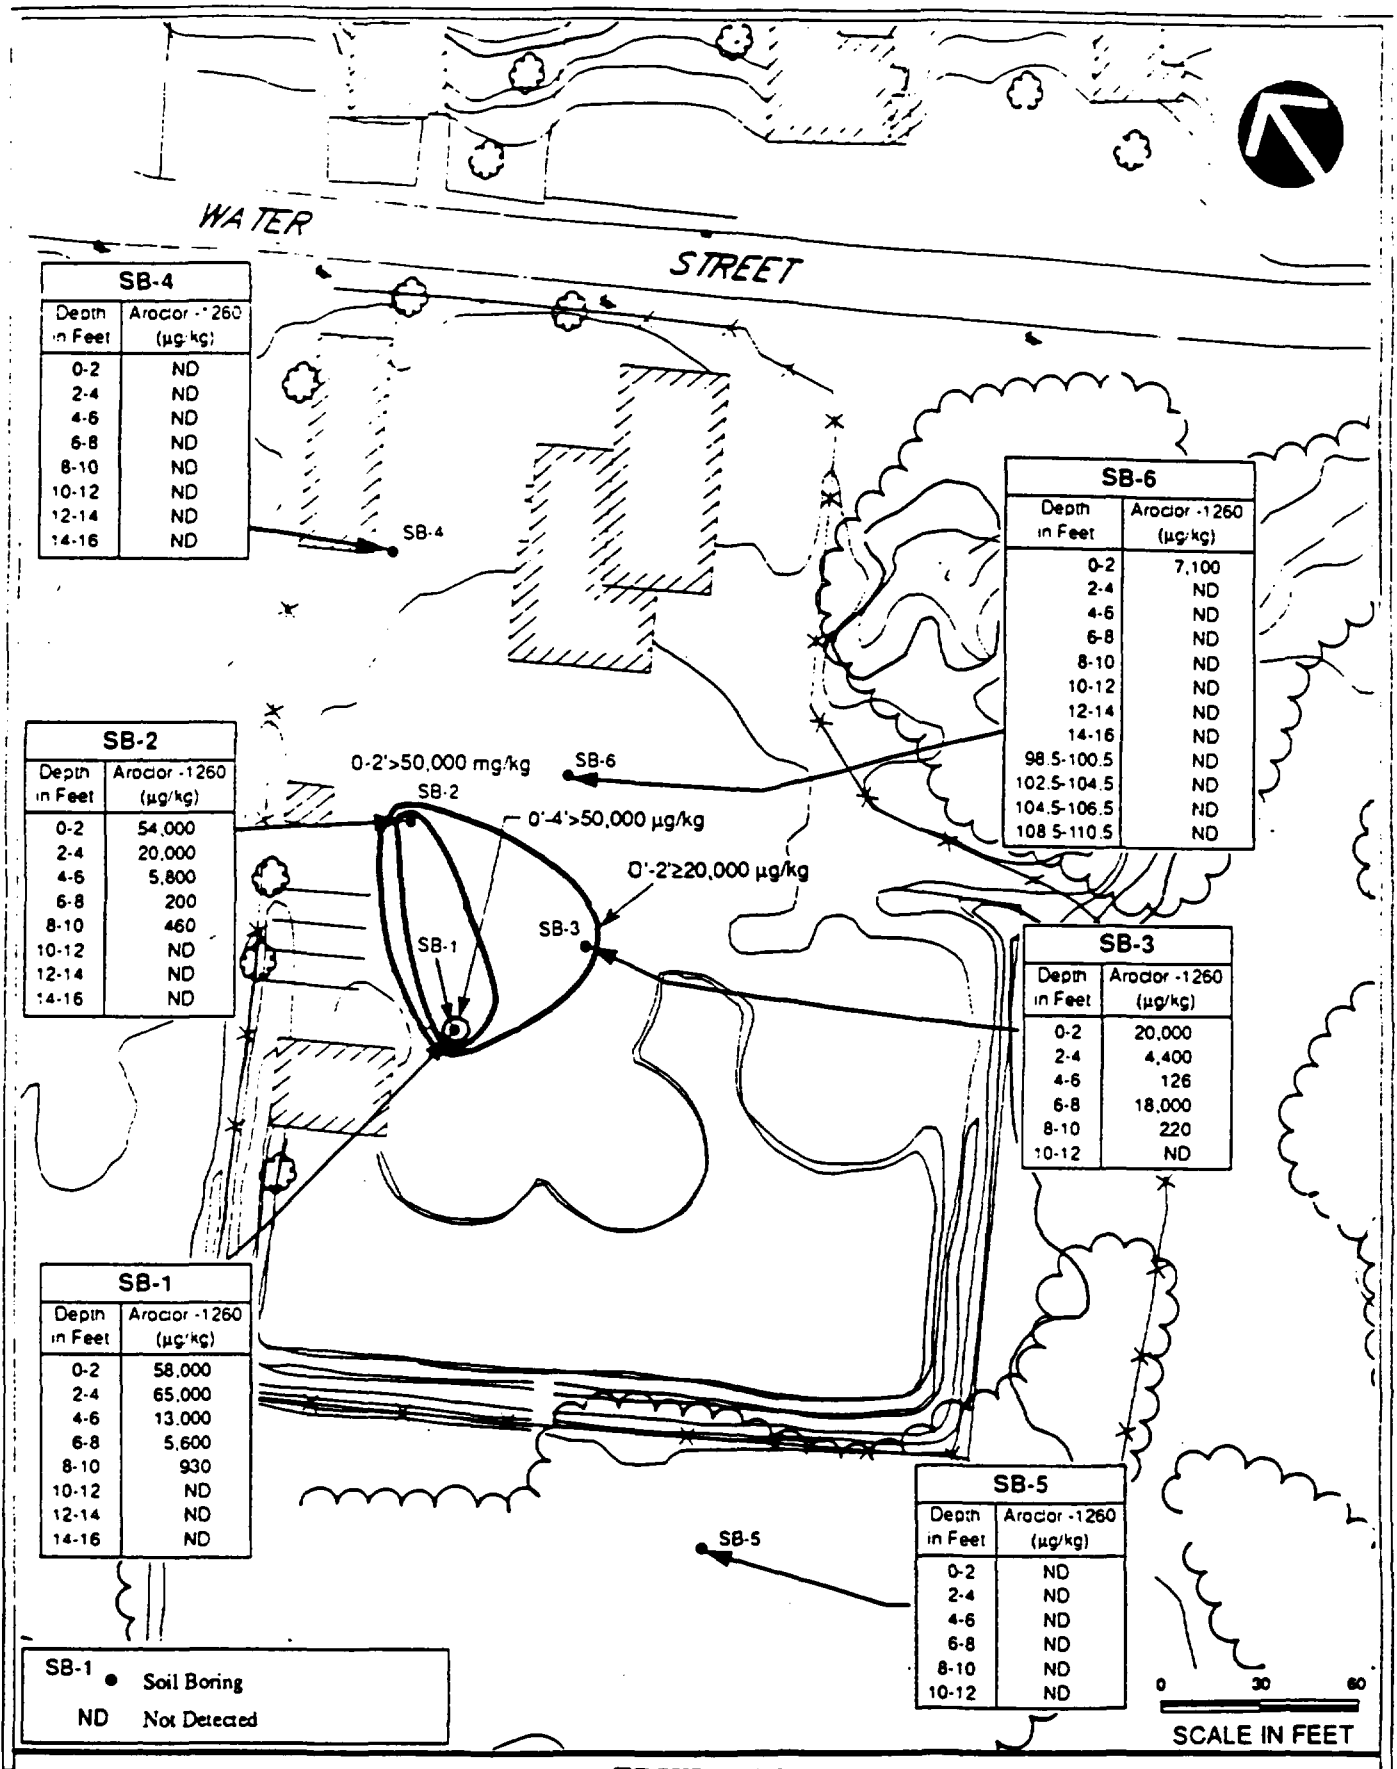 WATER
STREET
SB-4
Depth Aroclor -1260
in Feet (µg/kg)
0-2 ND
2-4 ND
4-6 ND
6-8 ND
8-10 ND
10-12 ND
12-14 ND
14-16 ND
SB-4
SB-6
Depth Aroclor -1260
in Feet (µg/kg)
0-2 7,100
2-4 ND
4-6 ND
6-8 ND
8-10 ND
10-12 ND
12-14 ND
14-16 ND
98.5-100.5 ND
102.5-104.5 ND
104.5-106.5 ND
108.5-110.5 ND
SB-2
Depth Aroclor -1260
in Feet (µg/kg)
0-2 54,000
2-4 20,000
4-6 5,800
6-8 200
8-10 460
10-12 ND
12-14 ND
14-16 ND
0-2'>50,000 mg/kg
SB-6
SB-2
0'-4'>50,000 µg/kg
0'-2'≥20,000 µg/kg
SB-3
SB-1
SB-3
Depth Aroclor -1260
in Feet (µg/kg)
0-2 20,000
2-4 4,400
4-6 126
6-8 18,000
8-10 220
10-12 ND
SB-1
Depth Aroclor -1260
in Feet (µg/kg)
0-2 58,000
2-4 65,000
4-6 13,000
6-8 5,600
8-10 930
10-12 ND
12-14 ND
14-16 ND
SB-5
SB-5
Depth Aroclor -1260
in Feet (µg/kg)
0-2 ND
2-4 ND
4-6 ND
6-8 ND
8-10 ND
10-12 ND
SB-1 Soil Boring
ND Not Detected
0 30 60
SCALE IN FEET